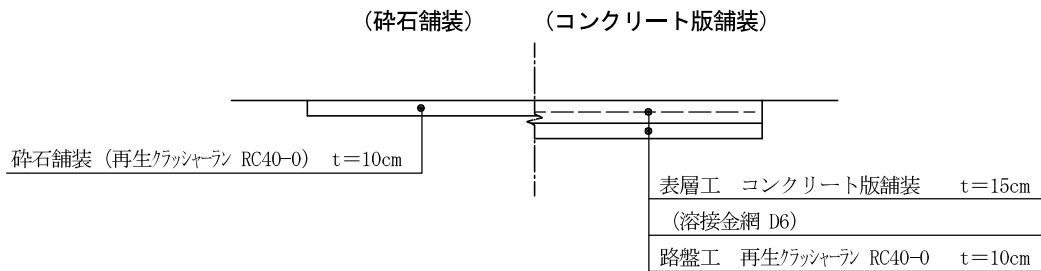 （砕石舗装）　（コンクリート版舗装）
砕石舗装（再生クラッシャーラン RC40-0）　t＝10cm
表層工　コンクリート版舗装　t＝15cm
（溶接金網 D6）
路盤工　再生クラッシャーラン RC40-0　t＝10cm